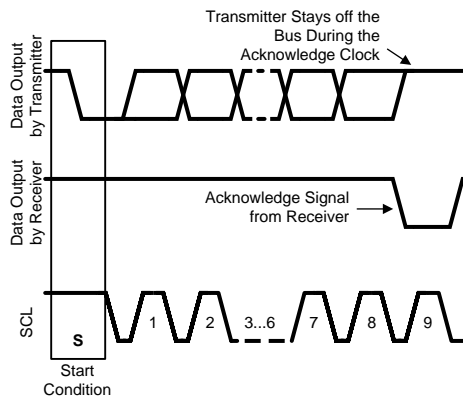 Transmitter Stays off the
Bus During the
Acknowledge Clock
Data Output
by Transmitter
Data Output
by Receiver
Acknowledge Signal
from Receiver
SCL
S
1
2
3...6
7
8
9
Start
Condition